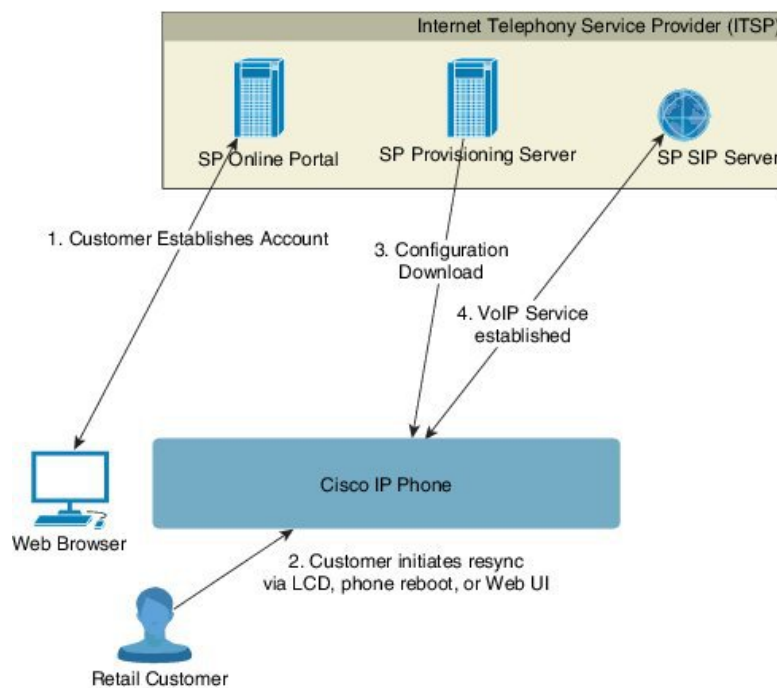 Internet Telephony Service Provider (ITSP)
SP Online Portal
SP Provisioning Server
SP SIP Server
1. Customer Establishes Account
3. Configuration
Download
4. VoIP Service
established
Cisco IP Phone
Web Browser
2. Customer initiates resync
via LCD, phone reboot, or Web UI
Retail Customer